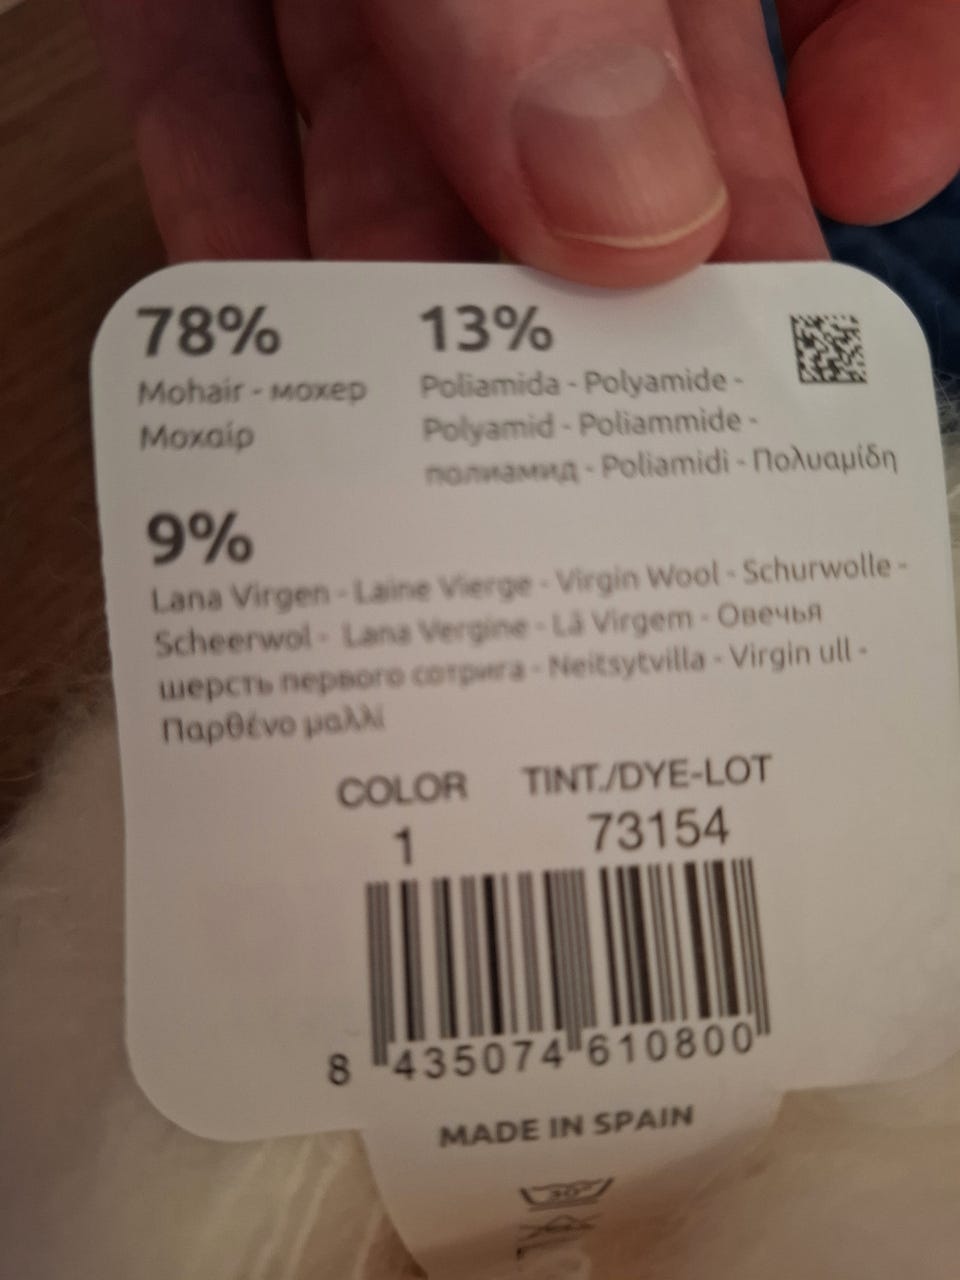 78%
Mohair - мохер
Μοχαίρ
13%
Poliamida - Polyamide -
Polyamid - Poliammide -
полиамид - Poliamidi - Πολυαμίδη
9%
Lana Virgen - Laine Vierge - Virgin Wool - Schurwolle -
Scheerwol - Lana Vergine - Lã Virgem - Овечья
шерсть первого сотрига - Neitsytvilla - Virgin ull -
Παρθένο μαλλί
COLOR TINT./DYE-LOT
1 73154
8 435074 610800
MADE IN SPAIN
30°